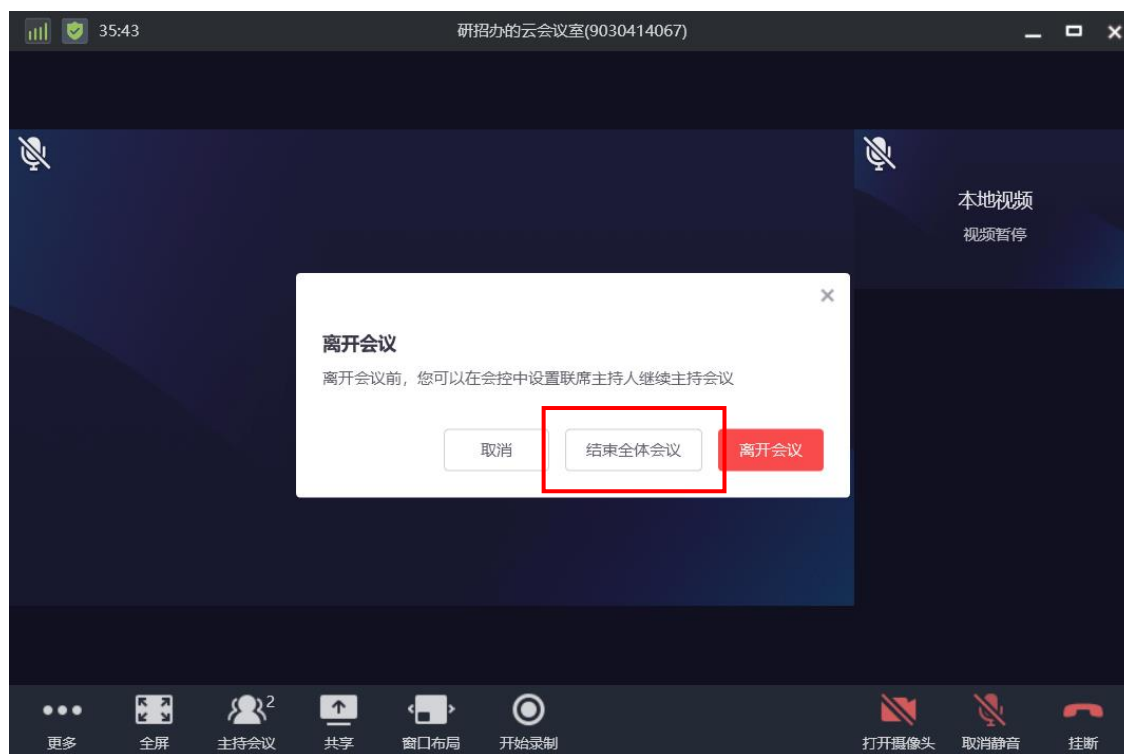 35:43
研招办的云会议室(9030414067)
本地视频
视频暂停
离开会议
离开会议前，您可以在会控中设置联席主持人继续主持会议
取消
结束全体会议
离开会议
2
更多
全屏
主持会议
共享
窗口布局
开始录制
打开摄像头
取消静音
挂断